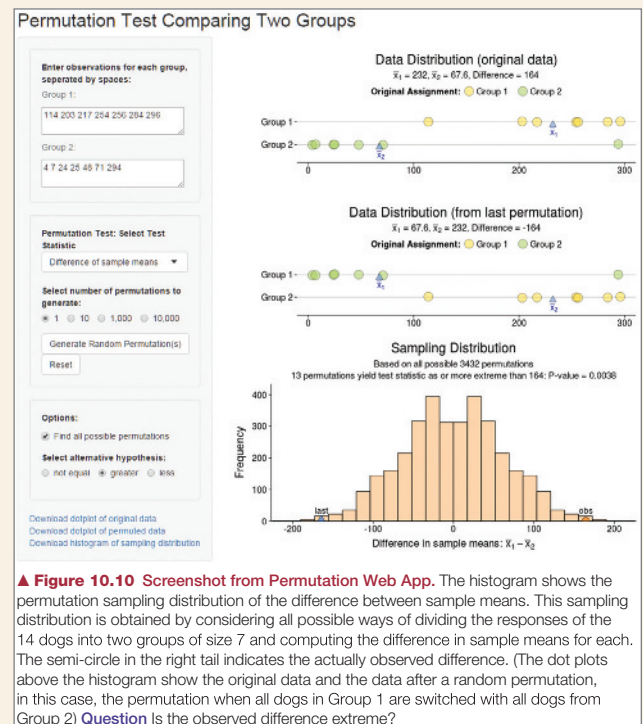 Permutation Test Comparing Two Groups
Enter observations for each group,
seperated by spaces:
Group 1:
114 203 217 254 256 284 296
Group 2:
4 7 24 25 48 71 294
Permutation Test: Select Test
Statistic
Difference of sample means
Select number of permutations to
generate:
1 10 1,000 10,000
Generate Random Permutation(s)
Reset
Options:
Find all possible permutations
Select alternative hypothesis:
not equal greater less
Download dotplot of original data
Download dotplot of permuted data
Download histogram of sampling distribution
Data Distribution (original data)
x̄₁ = 232, x̄₂ = 67.6, Difference = 164
Original Assignment: Group 1 Group 2
Group 1
x̄₁
Group 2
x̄₂
0 100 200 300
Data Distribution (from last permutation)
x̄₁ = 67.6, x̄₂ = 232, Difference = -164
Original Assignment: Group 1 Group 2
Group 1
x̄₁
Group 2
x̄₂
0 100 200 300
Sampling Distribution
Based on all possible 3432 permutations
13 permutations yield test statistic as or more extreme than 164: P-value = 0.0038
Frequency
400
300
200
100
0
last obs
-200 -100 0 100 200
Difference in sample means: x̄₁ − x̄₂
▲ Figure 10.10 Screenshot from Permutation Web App. The histogram shows the
permutation sampling distribution of the difference between sample means. This sampling
distribution is obtained by considering all possible ways of dividing the responses of the
14 dogs into two groups of size 7 and computing the difference in sample means for each.
The semi-circle in the right tail indicates the actually observed difference. (The dot plots
above the histogram show the original data and the data after a random permutation,
in this case, the permutation when all dogs in Group 1 are switched with all dogs from
Group 2) Question Is the observed difference extreme?